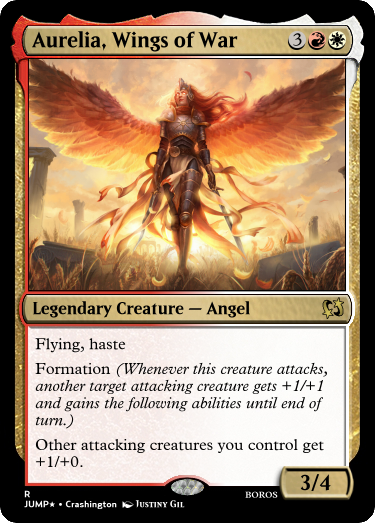 Aurelia, Wings of War 3
Legendary Creature — Angel
Flying, haste
Formation (Whenever this creature attacks,
another target attacking creature gets +1/+1
and gains the following abilities until end of
turn.)
Other attacking creatures you control get
+1/+0.
3/4
R
JUMP★ • Crashington Justiny Gil
BOROS